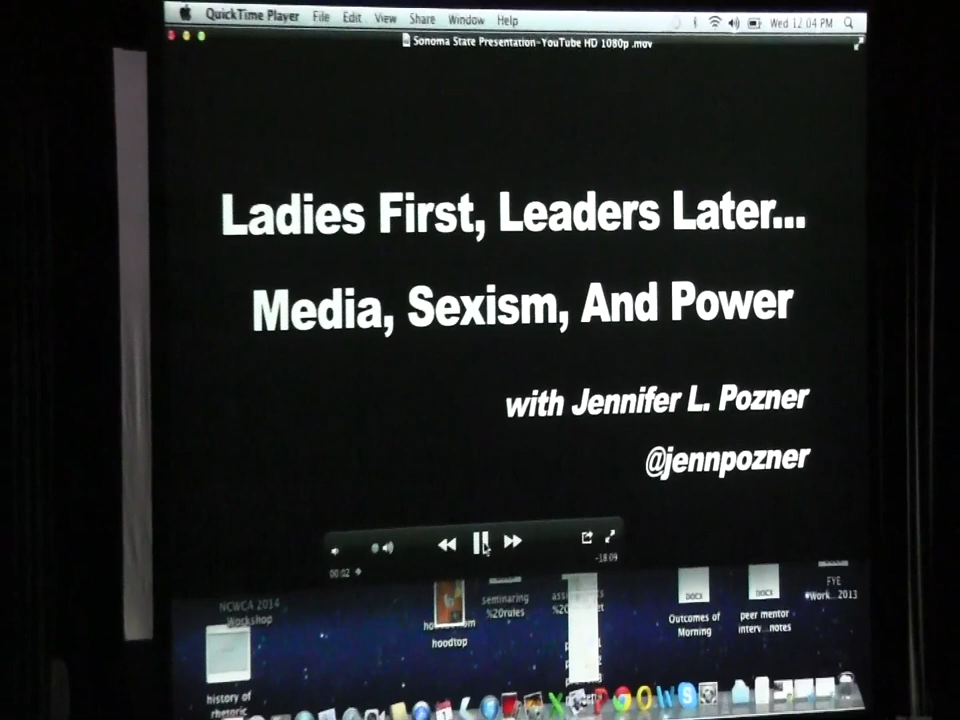 QuickTime Player File Edit View Share Window Help Wed 12:04 PM
Sonoma State Presentation-YouTube HD 1080p .mov
Ladies First, Leaders Later...
Media, Sexism, And Power
with Jennifer L. Pozner
@jennpozner
00:02
-18:09
NCWCA 2014
Workshop
hoodtop
seminaring
%20rules
DOCX
Outcomes of
Morning
DOCX
peer mentor
interv...notes
FYE
#Work...2013
history of
rhetoric